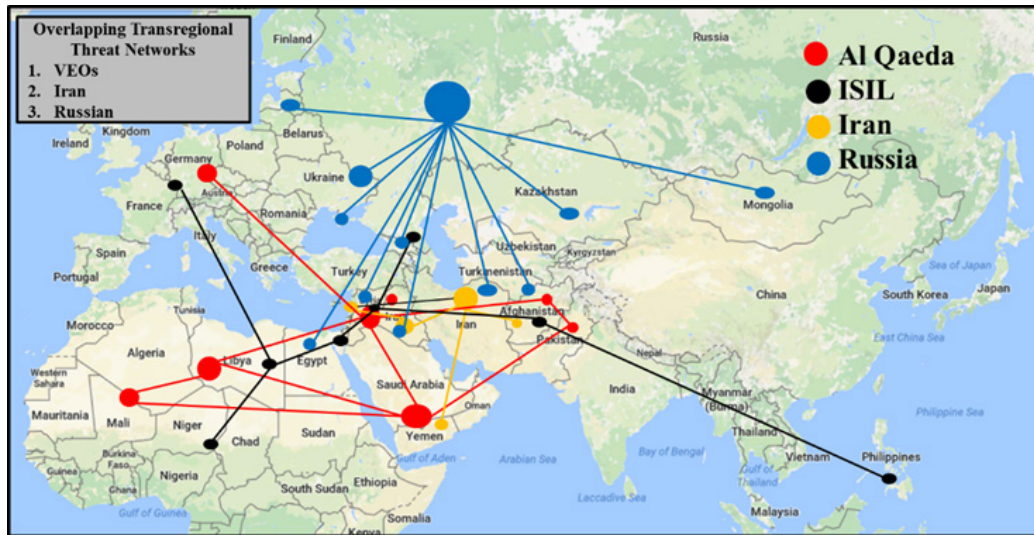 Overlapping Transregional
Threat Networks
1. VEOs
2. Iran
3. Russian
Al Qaeda
ISIL
Iran
Russia
Finland
Russia
Kingdom
Ireland
Belarus
Poland
Germany
Ukraine
Austria
France
Romania
Italy
Spain
Portugal
Greece
Turkey
Kazakhstan
Mongolia
Uzbekistan
Kyrgyzstan
Turkmenistan
Sea of Japan
Japan
South Korea
China
East China Sea
Tunisia
Morocco
Afghanistan
Iran
Pakistan
Nepal
Algeria
Libya
Egypt
Western
Sahara
Saudi Arabia
India
Myanmar
(Burma)
Oman
Mauritania
Mali
Niger
Chad
Sudan
Yemen
Philippine Sea
Thailand
Gulf of Aden
Arabian Sea
Bay of Bengal
Vietnam
Philippines
Burkina
Faso
Guinea
Nigeria
Ghana
South Sudan
Ethiopia
Gulf of
Thailand
Laccadive Sea
Gulf of Guinea
Somalia
Kenya
Malaysia